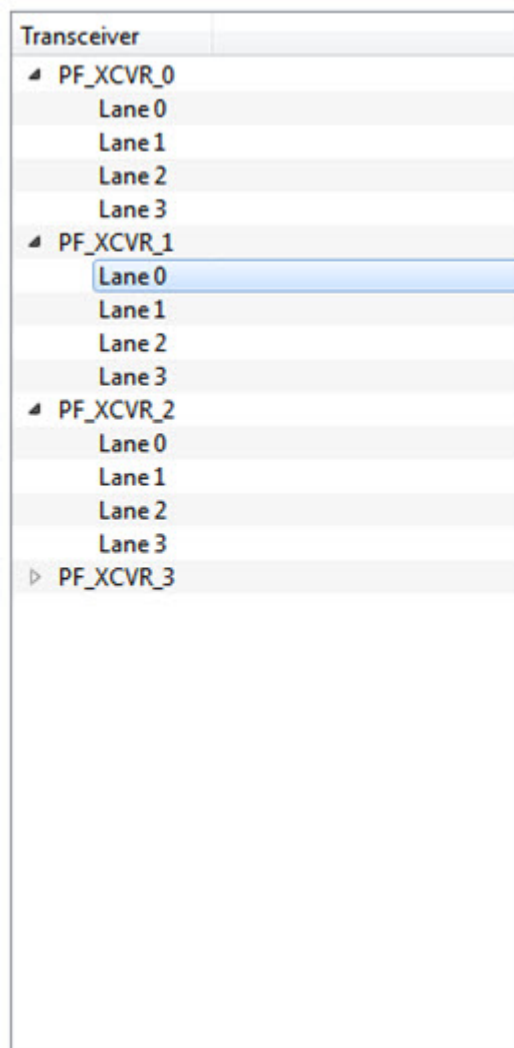 Transceiver
PF_XCVR_0
Lane 0
Lane 1
Lane 2
Lane 3
PF_XCVR_1
Lane 0
Lane 1
Lane 2
Lane 3
PF_XCVR_2
Lane 0
Lane 1
Lane 2
Lane 3
PF_XCVR_3